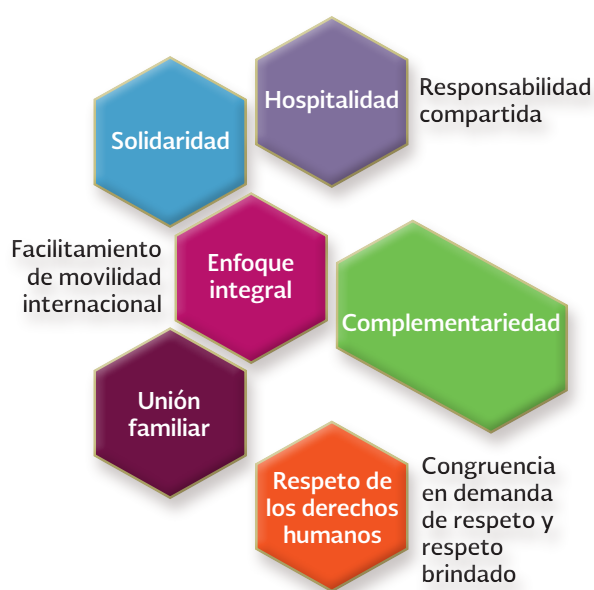 Hospitalidad
Responsabilidad
compartida
Solidaridad
Facilitamiento
de movilidad
internacional
Enfoque
integral
Complementariedad
Unión
familiar
Respeto de
los derechos
humanos
Congruencia
en demanda
de respeto y
respeto
brindado